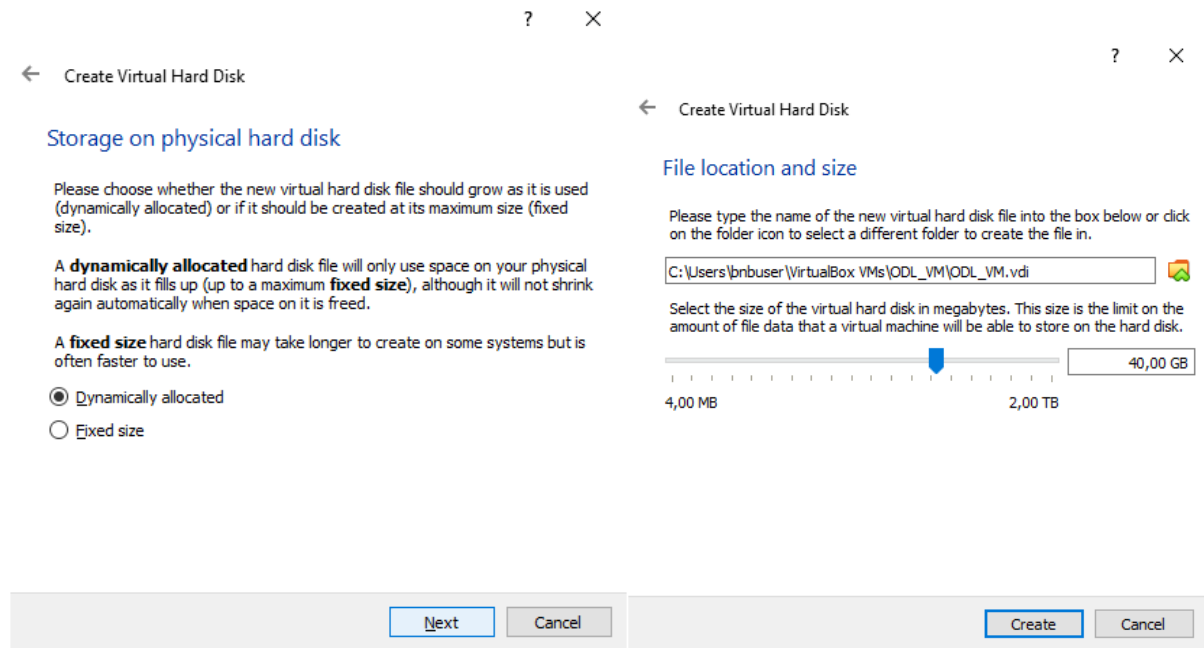 ?
Create Virtual Hard Disk
Storage on physical hard disk
Please choose whether the new virtual hard disk file should grow as it is used
(dynamically allocated) or if it should be created at its maximum size (fixed
size).
A dynamically allocated hard disk file will only use space on your physical
hard disk as it fills up (up to a maximum fixed size), although it will not shrink
again automatically when space on it is freed.
A fixed size hard disk file may take longer to create on some systems but is
often faster to use.
Dynamically allocated
Fixed size
Next
Cancel
?
Create Virtual Hard Disk
File location and size
Please type the name of the new virtual hard disk file into the box below or click
on the folder icon to select a different folder to create the file in.
C:\Users\bnbuser\VirtualBox VMs\ODL_VM\ODL_VM.vdi
Select the size of the virtual hard disk in megabytes. This size is the limit on the
amount of file data that a virtual machine will be able to store on the hard disk.
40,00 GB
4,00 MB
2,00 TB
Create
Cancel